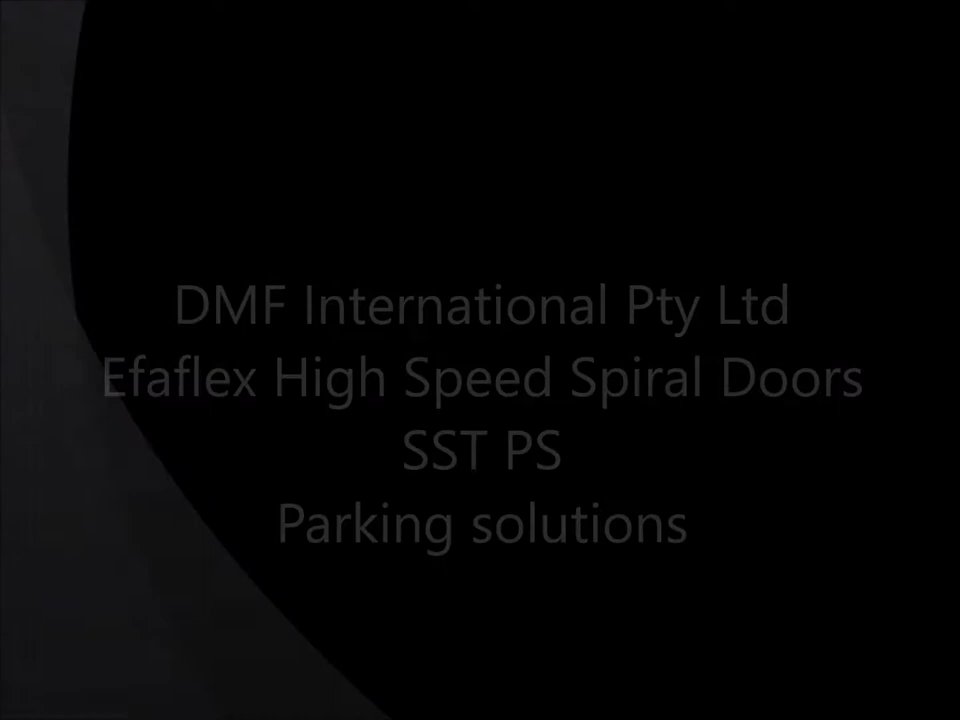 DMF International Pty Ltd
Efaflex High Speed Spiral Doors
SST PS
Parking solutions